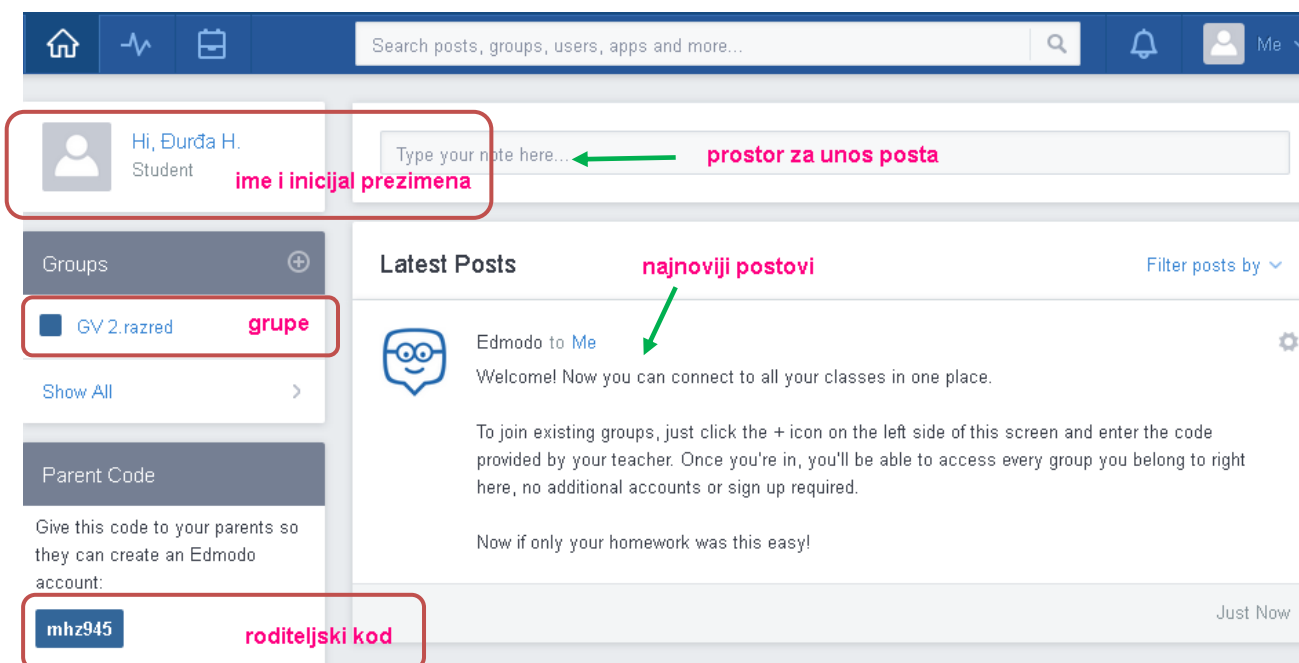 Search posts, groups, users, apps and more...
Me
Hi, Đurđa H.
Student
ime i inicijal prezimena
Type your note here...
prostor za unos posta
Groups
GV 2.razred
grupe
Show All
Latest Posts
najnoviji postovi
Filter posts by
Edmodo to Me
Welcome! Now you can connect to all your classes in one place.
To join existing groups, just click the + icon on the left side of this screen and enter the code
provided by your teacher. Once you're in, you'll be able to access every group you belong to right
here, no additional accounts or sign up required.
Now if only your homework was this easy!
Just Now
Parent Code
Give this code to your parents so
they can create an Edmodo
account:
mhz945
roditeljski kod